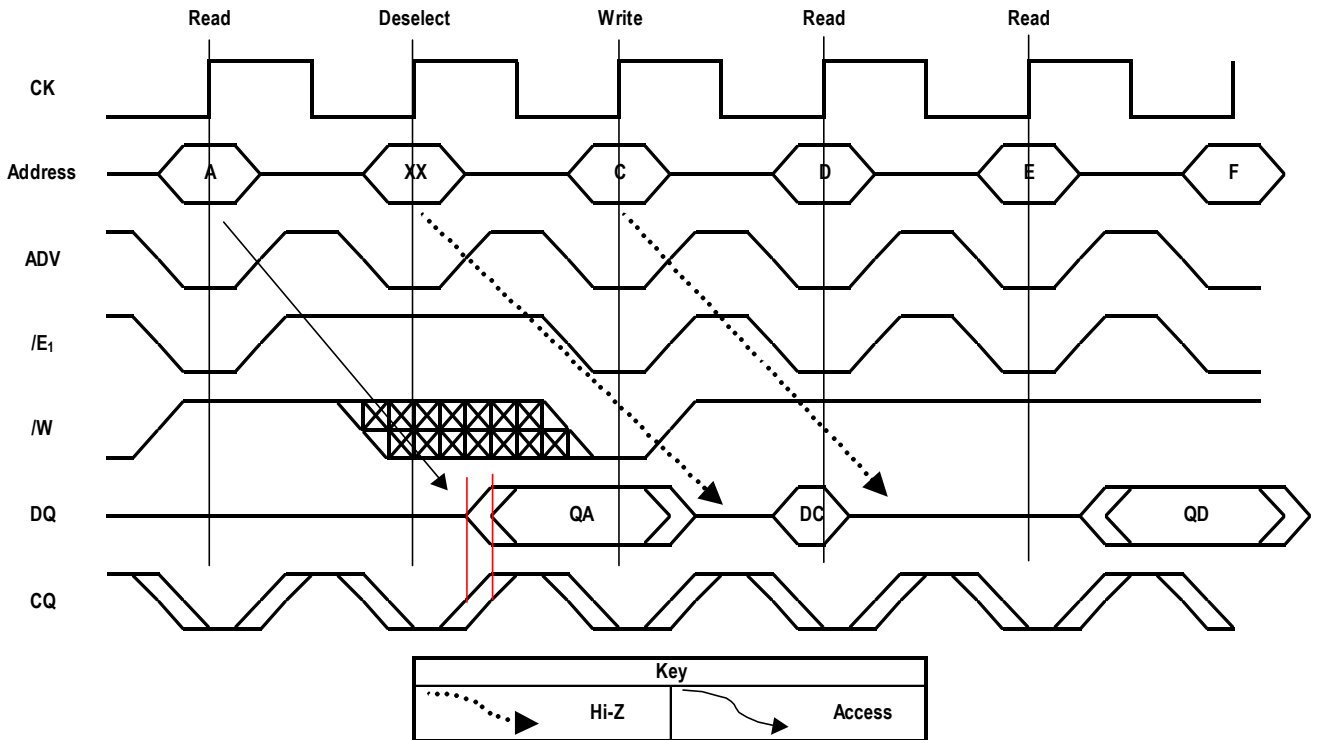 Read Deselect Write Read Read
CK
Address A XX C D E F
ADV
/E1
/W
DQ QA DC QD
CQ
Key
Hi-Z Access